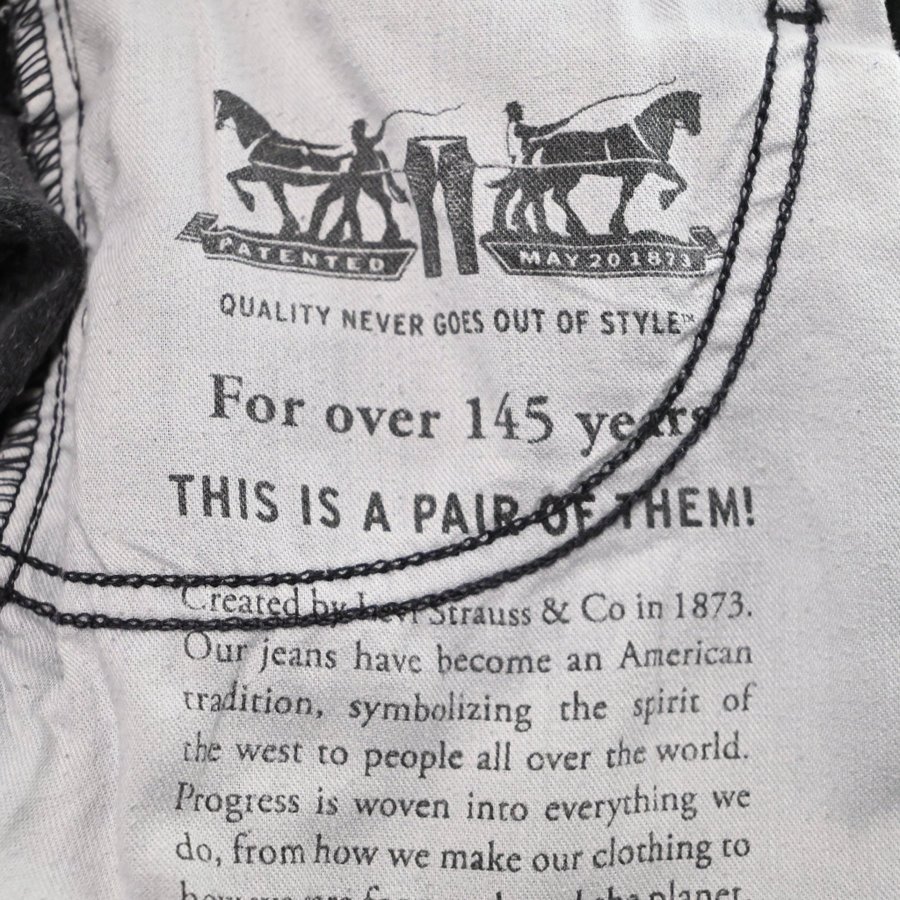 PATENTED MAY 20 1873
QUALITY NEVER GOES OUT OF STYLE™
For over 145 years
THIS IS A PAIR OF THEM!
Created by Levi Strauss & Co in 1873.
Our jeans have become an American
tradition, symbolizing the spirit of
the west to people all over the world.
Progress is woven into everything we
do, from how we make our clothing to
the planet.